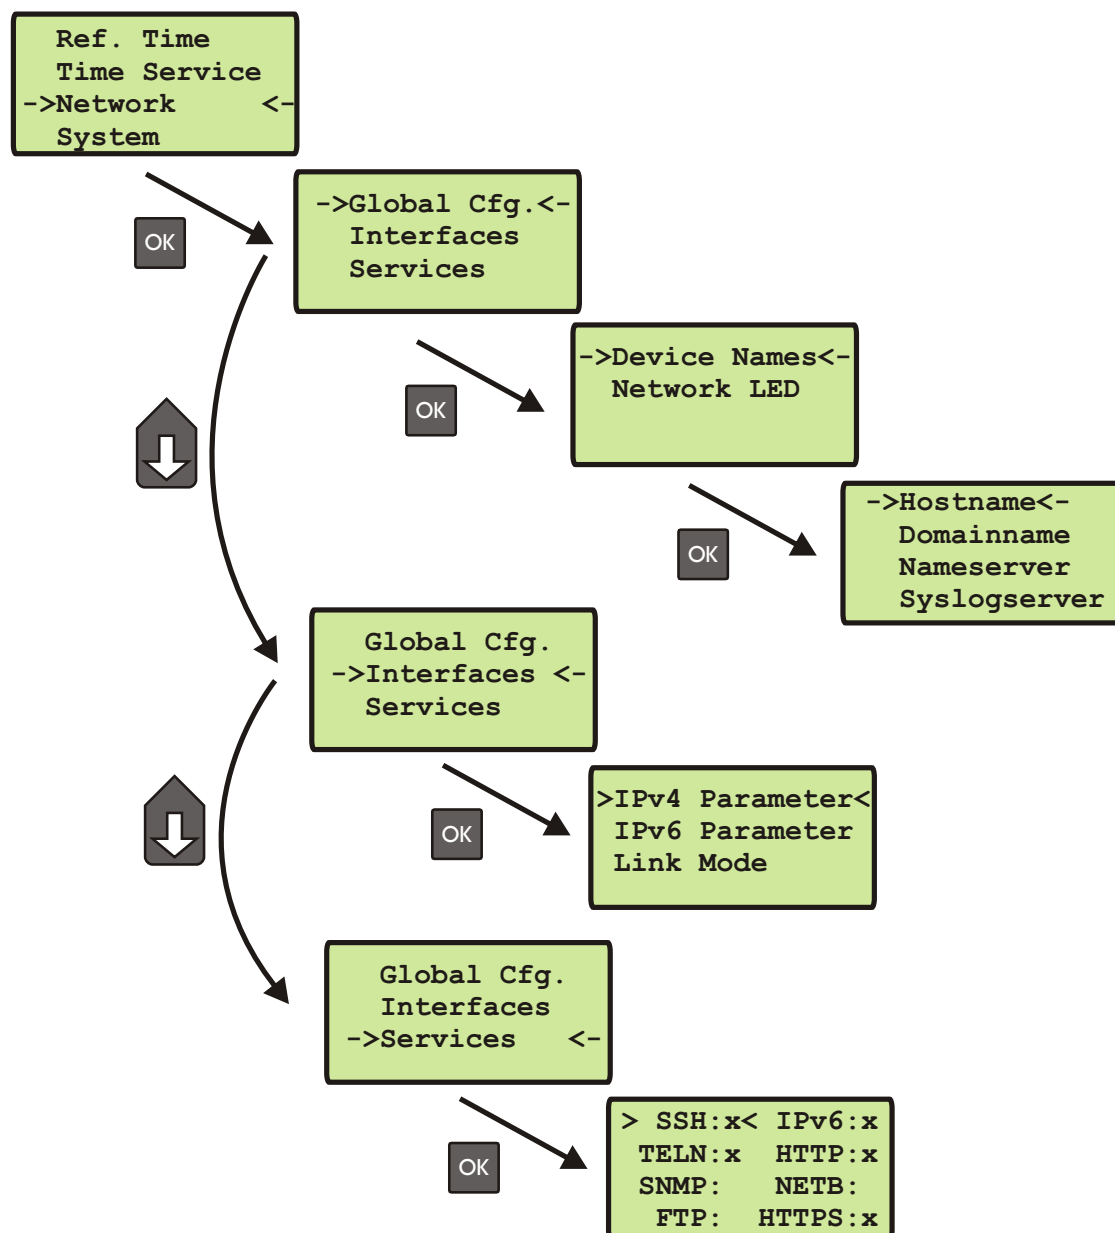 Ref. Time
Time Service
->Network <-
System
OK
->Global Cfg.<-
Interfaces
Services
OK
->Device Names<-
Network LED
OK
->Hostname<-
Domainname
Nameserver
Syslogserver
Global Cfg.
->Interfaces <-
Services
OK
>IPv4 Parameter<
IPv6 Parameter
Link Mode
Global Cfg.
Interfaces
->Services <-
OK
> SSH:x< IPv6:x
TELN:x HTTP:x
SNMP: NETB:
FTP: HTTPS:x